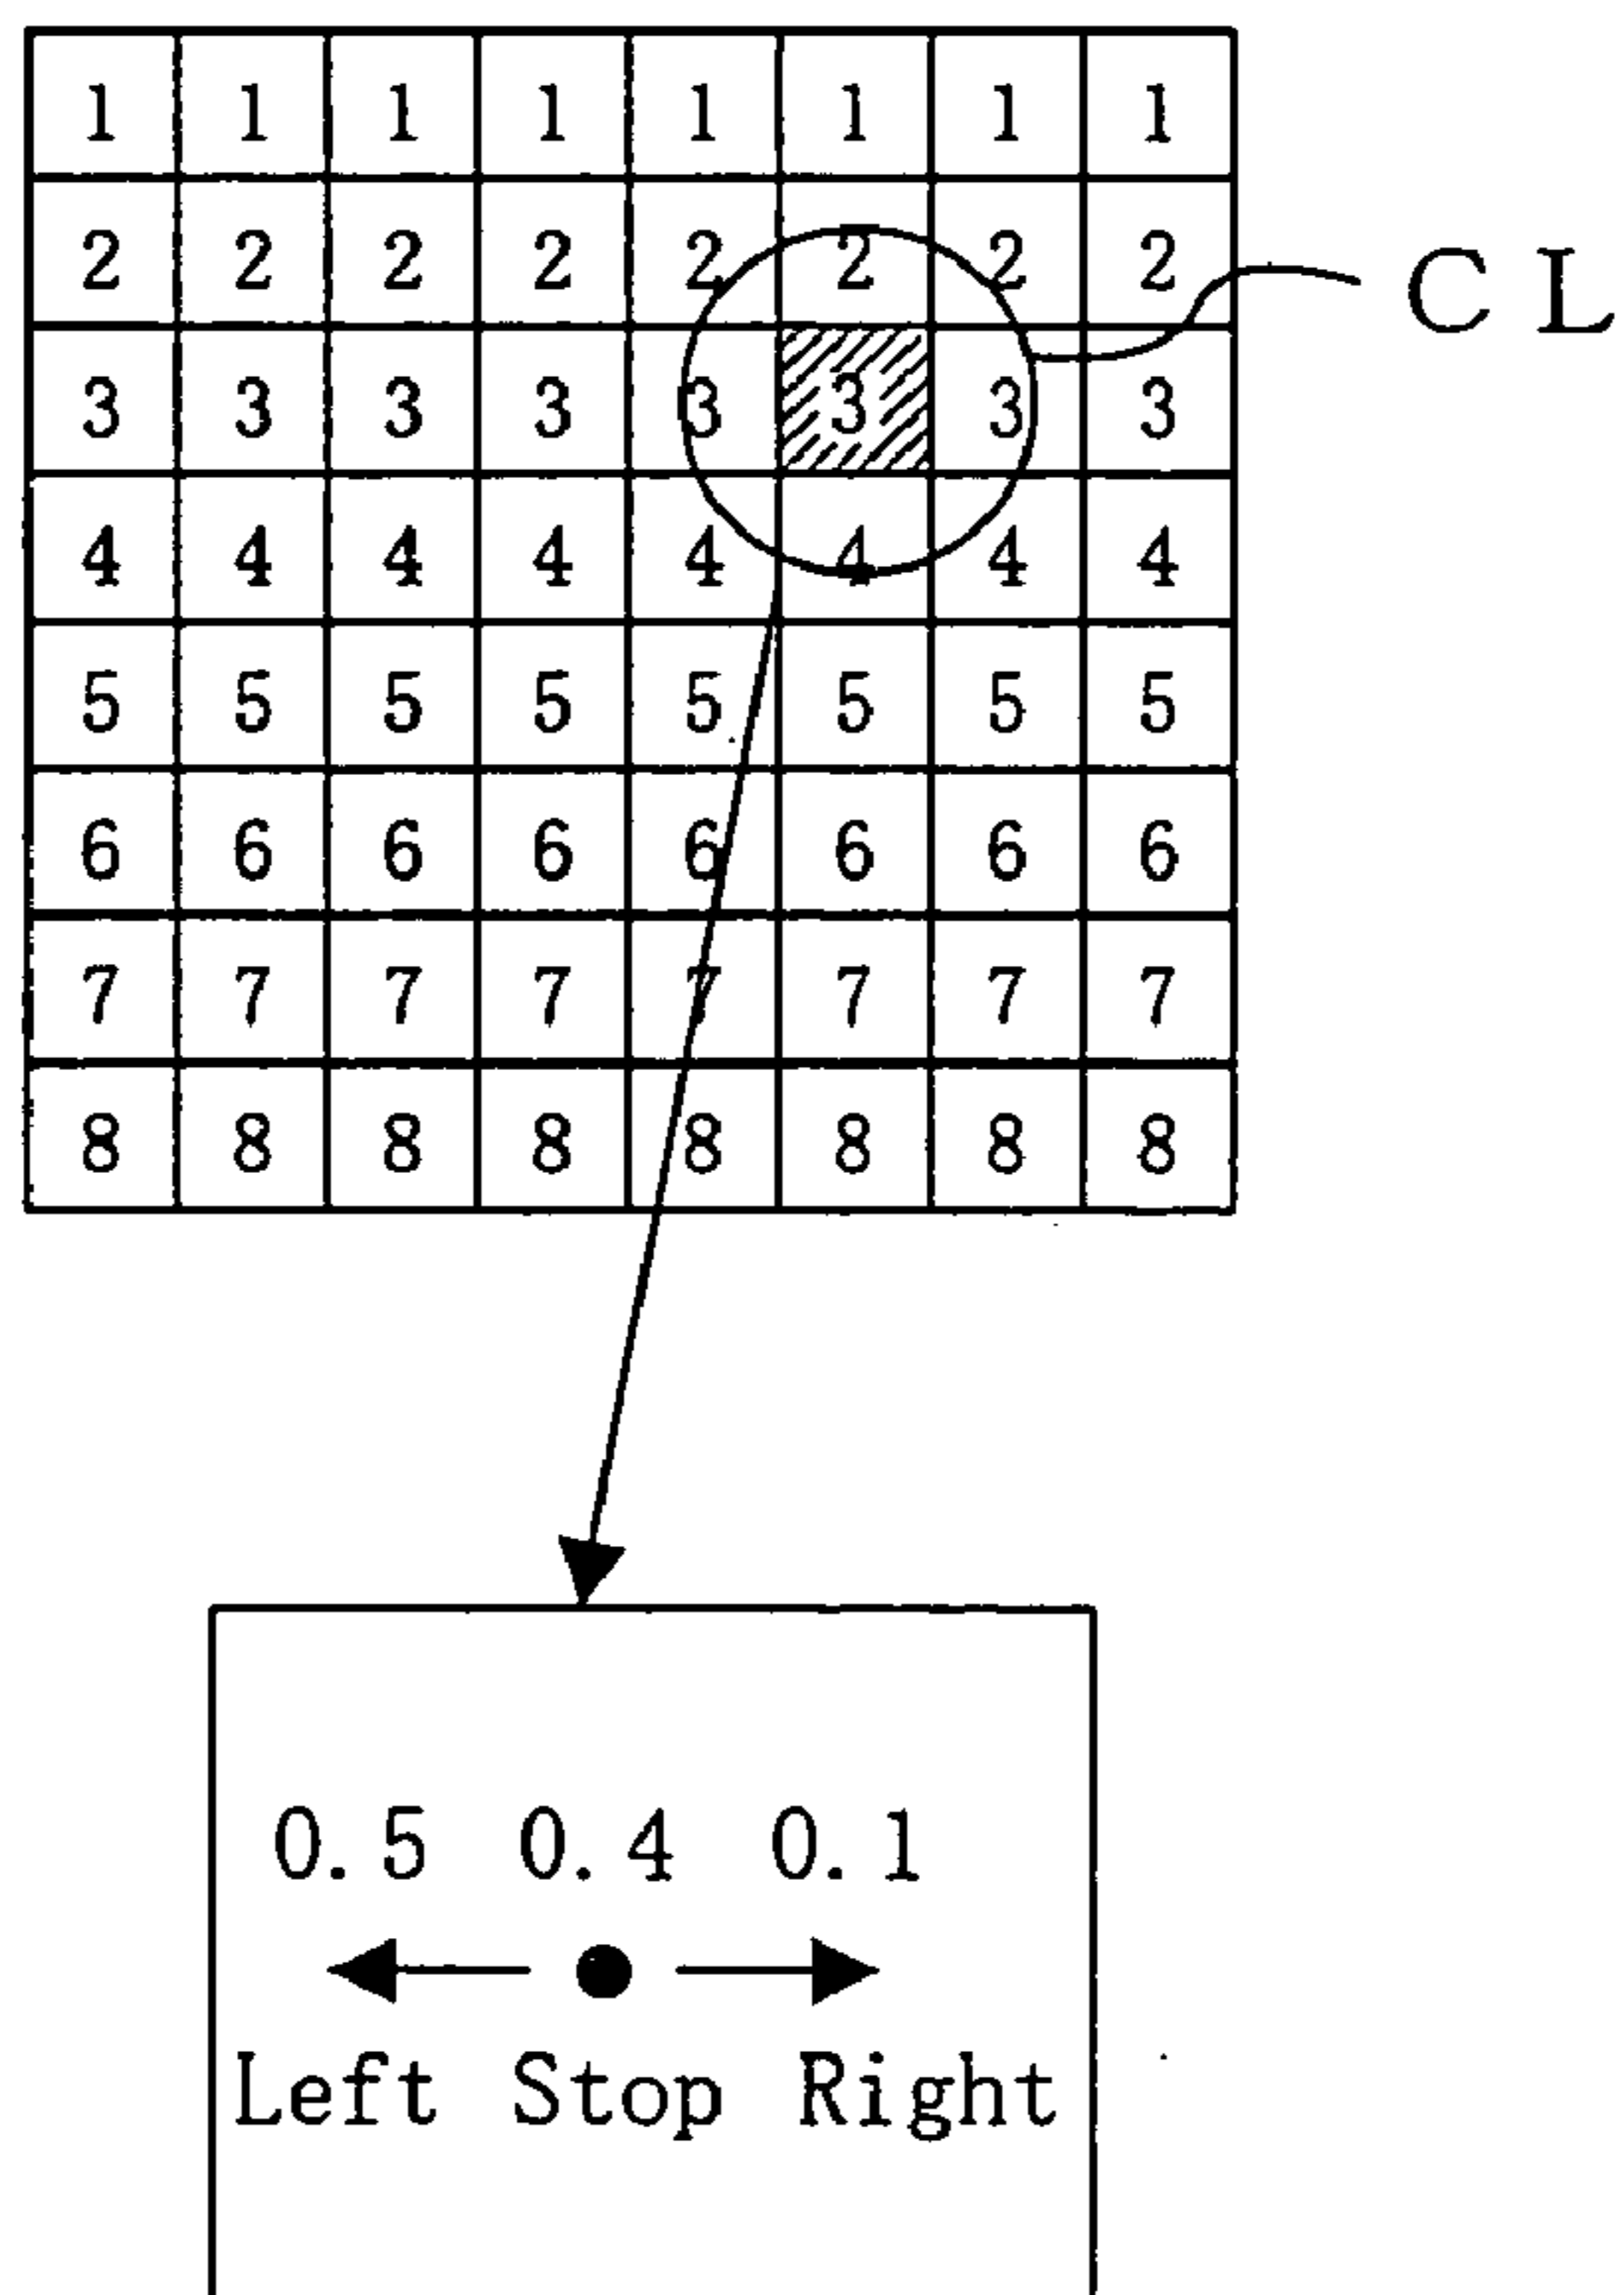 1 1 1 1 1 1 1 1
2 2 2 2 2 2 2 2
CL
3 3 3 3 3 3 3 3
4 4 4 4 4 4 4 4
5 5 5 5 5 5 5 5
6 6 6 6 6 6 6 6
7 7 7 7 7 7 7 7
8 8 8 8 8 8 8 8
0.5 0.4 0.1
Left Stop Right